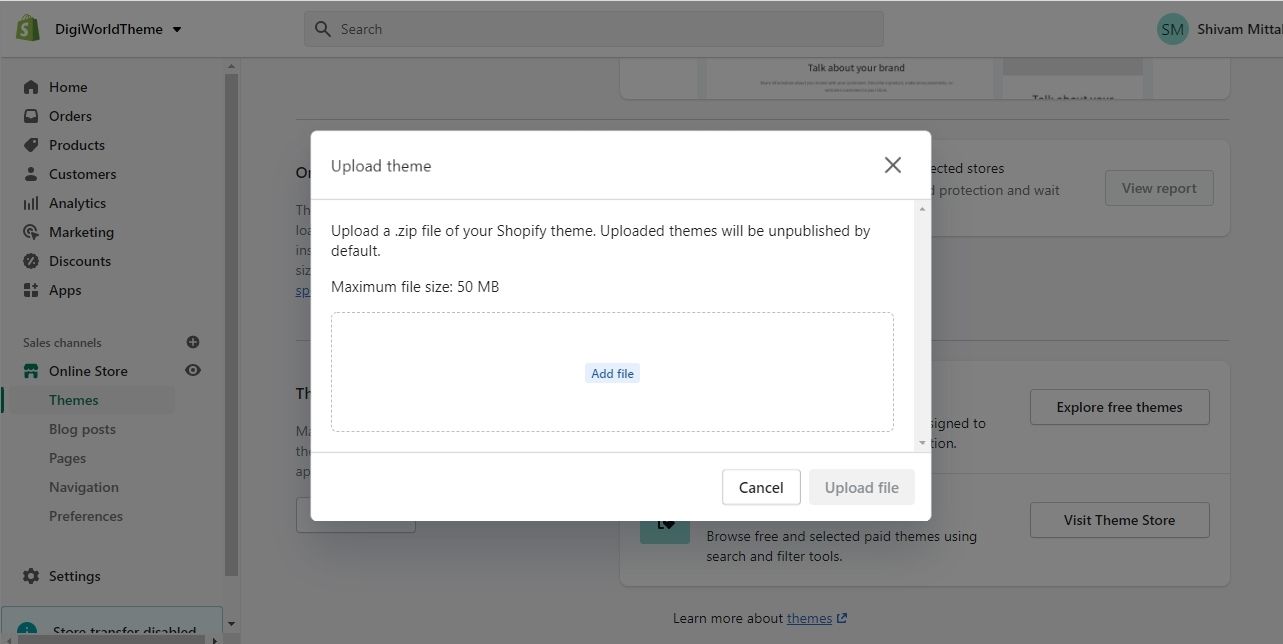 DigiWorldTheme
Search
SM
Shivam Mittal
Home
Orders
Products
Customers
Analytics
Marketing
Discounts
Apps
Sales channels
Online Store
Themes
Blog posts
Pages
Navigation
Preferences
Settings
Store transfer disabled
Talk about your brand
Talk about your
On
Th
loa
ins
siz
sp
ected stores
d protection and wait
View report
Upload theme
Upload a .zip file of your Shopify theme. Uploaded themes will be unpublished by
default.
Maximum file size: 50 MB
Add file
Cancel
Upload file
Th
Ma
the
ap
signed to
tion.
Explore free themes
Browse free and selected paid themes using
search and filter tools.
Visit Theme Store
Learn more about themes